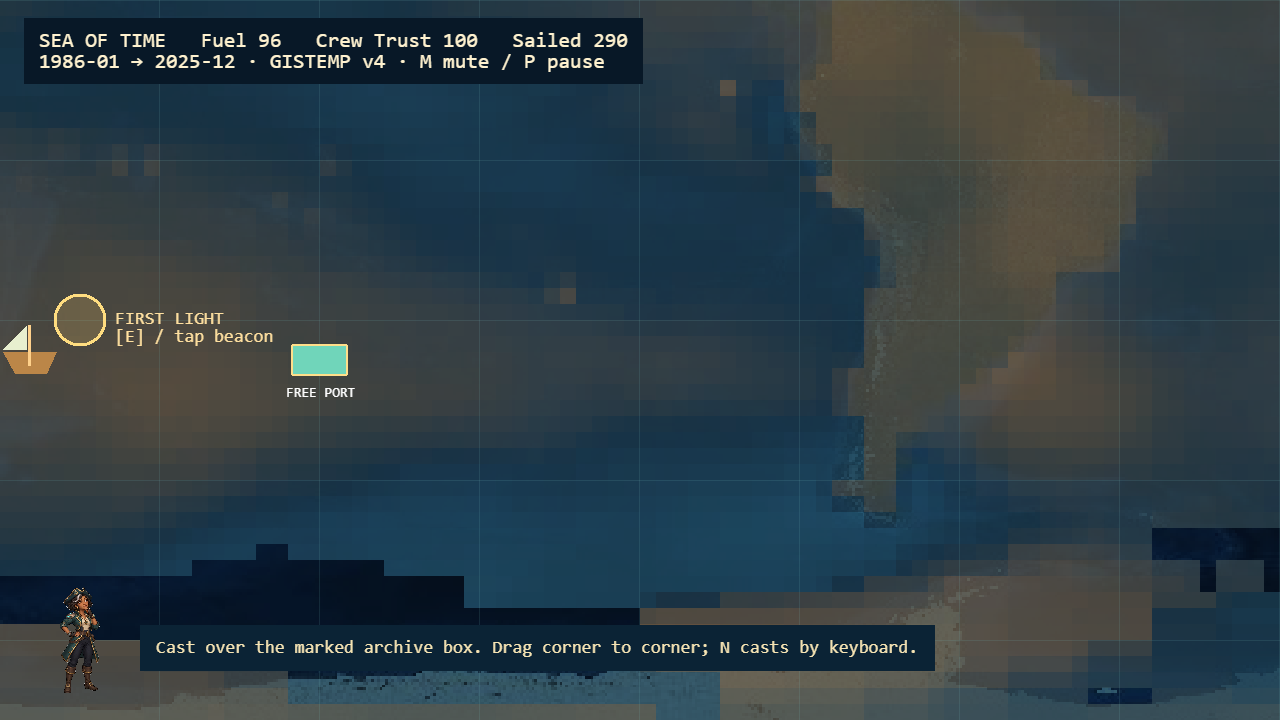 SEA OF TIME   Fuel 96   Crew Trust 100   Sailed 290
1986-01 → 2025-12 · GISTEMP v4 · M mute / P pause
FIRST LIGHT
[E] / tap beacon
FREE PORT
Cast over the marked archive box. Drag corner to corner; N casts by keyboard.